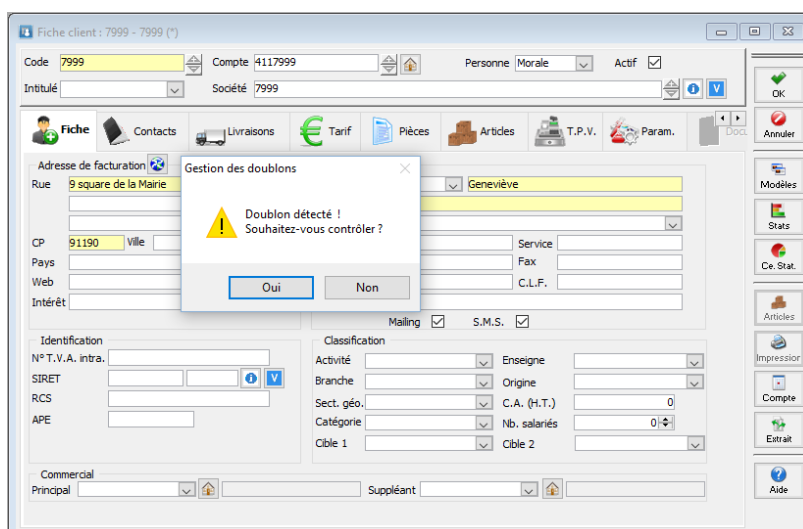 Fiche client : 7999 - 7999 (*)
Code 7999 Compte 4117999 Personne Morale Actif
Intitulé Société 7999
OK
Fiche Contacts Livraisons Tarif Pièces Articles T.P.V. Param. Docu
Annuler
Adresse de facturation
Gestion des doublons
Rue 9 square de la Mairie Geneviève
Modèles
Doublon détecté !
Souhaitez-vous contrôler ?
Stats
CP 91190 Ville Service
Pays Fax
Ce. Stat.
Web C.L.F.
Oui Non
Intérêt
Mailing S.M.S.
Articles
Identification Classification
N° T.V.A. intra. Activité Enseigne
Impression
SIRET Branche Origine
RCS Sect. géo. C.A. (H.T.) 0
Compte
APE Catégorie Nb. salariés 0
Cible 1 Cible 2
Extrait
Commercial
Principal Suppléant
Aide